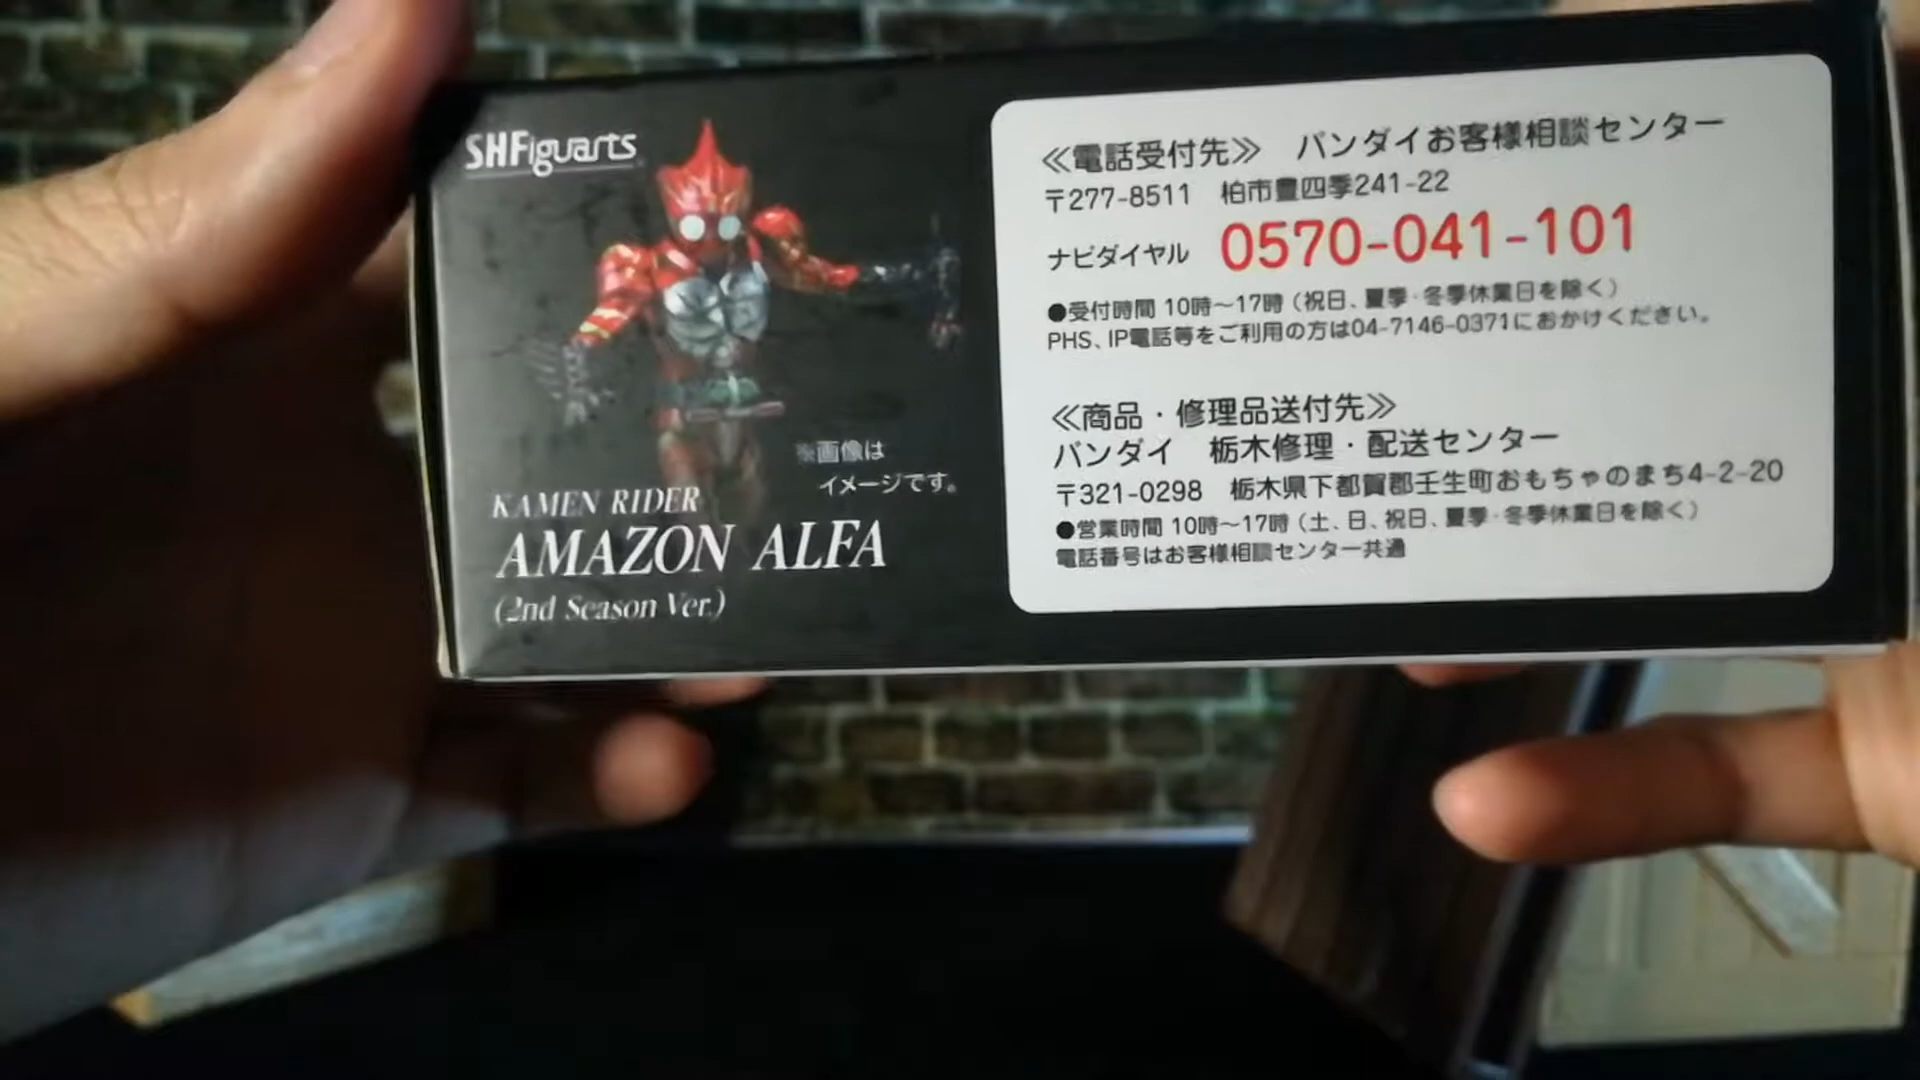 SHFiguarts
※画像は
イメージです。
KAMEN RIDER
AMAZON ALFA
(2nd Season Ver.)
≪電話受付先≫ バンダイお客様相談センター
〒277-8511 柏市豊四季241-22
ナビダイヤル 0570-041-101
●受付時間 10時〜17時（祝日、夏季・冬季休業日を除く）
PHS、IP電話等をご利用の方は04-7146-0371におかけください。
≪商品・修理品送付先≫
バンダイ 栃木修理・配送センター
〒321-0298 栃木県下都賀郡壬生町おもちゃのまち4-2-20
●営業時間 10時〜17時（土、日、祝日、夏季・冬季休業日を除く）
電話番号はお客様相談センター共通